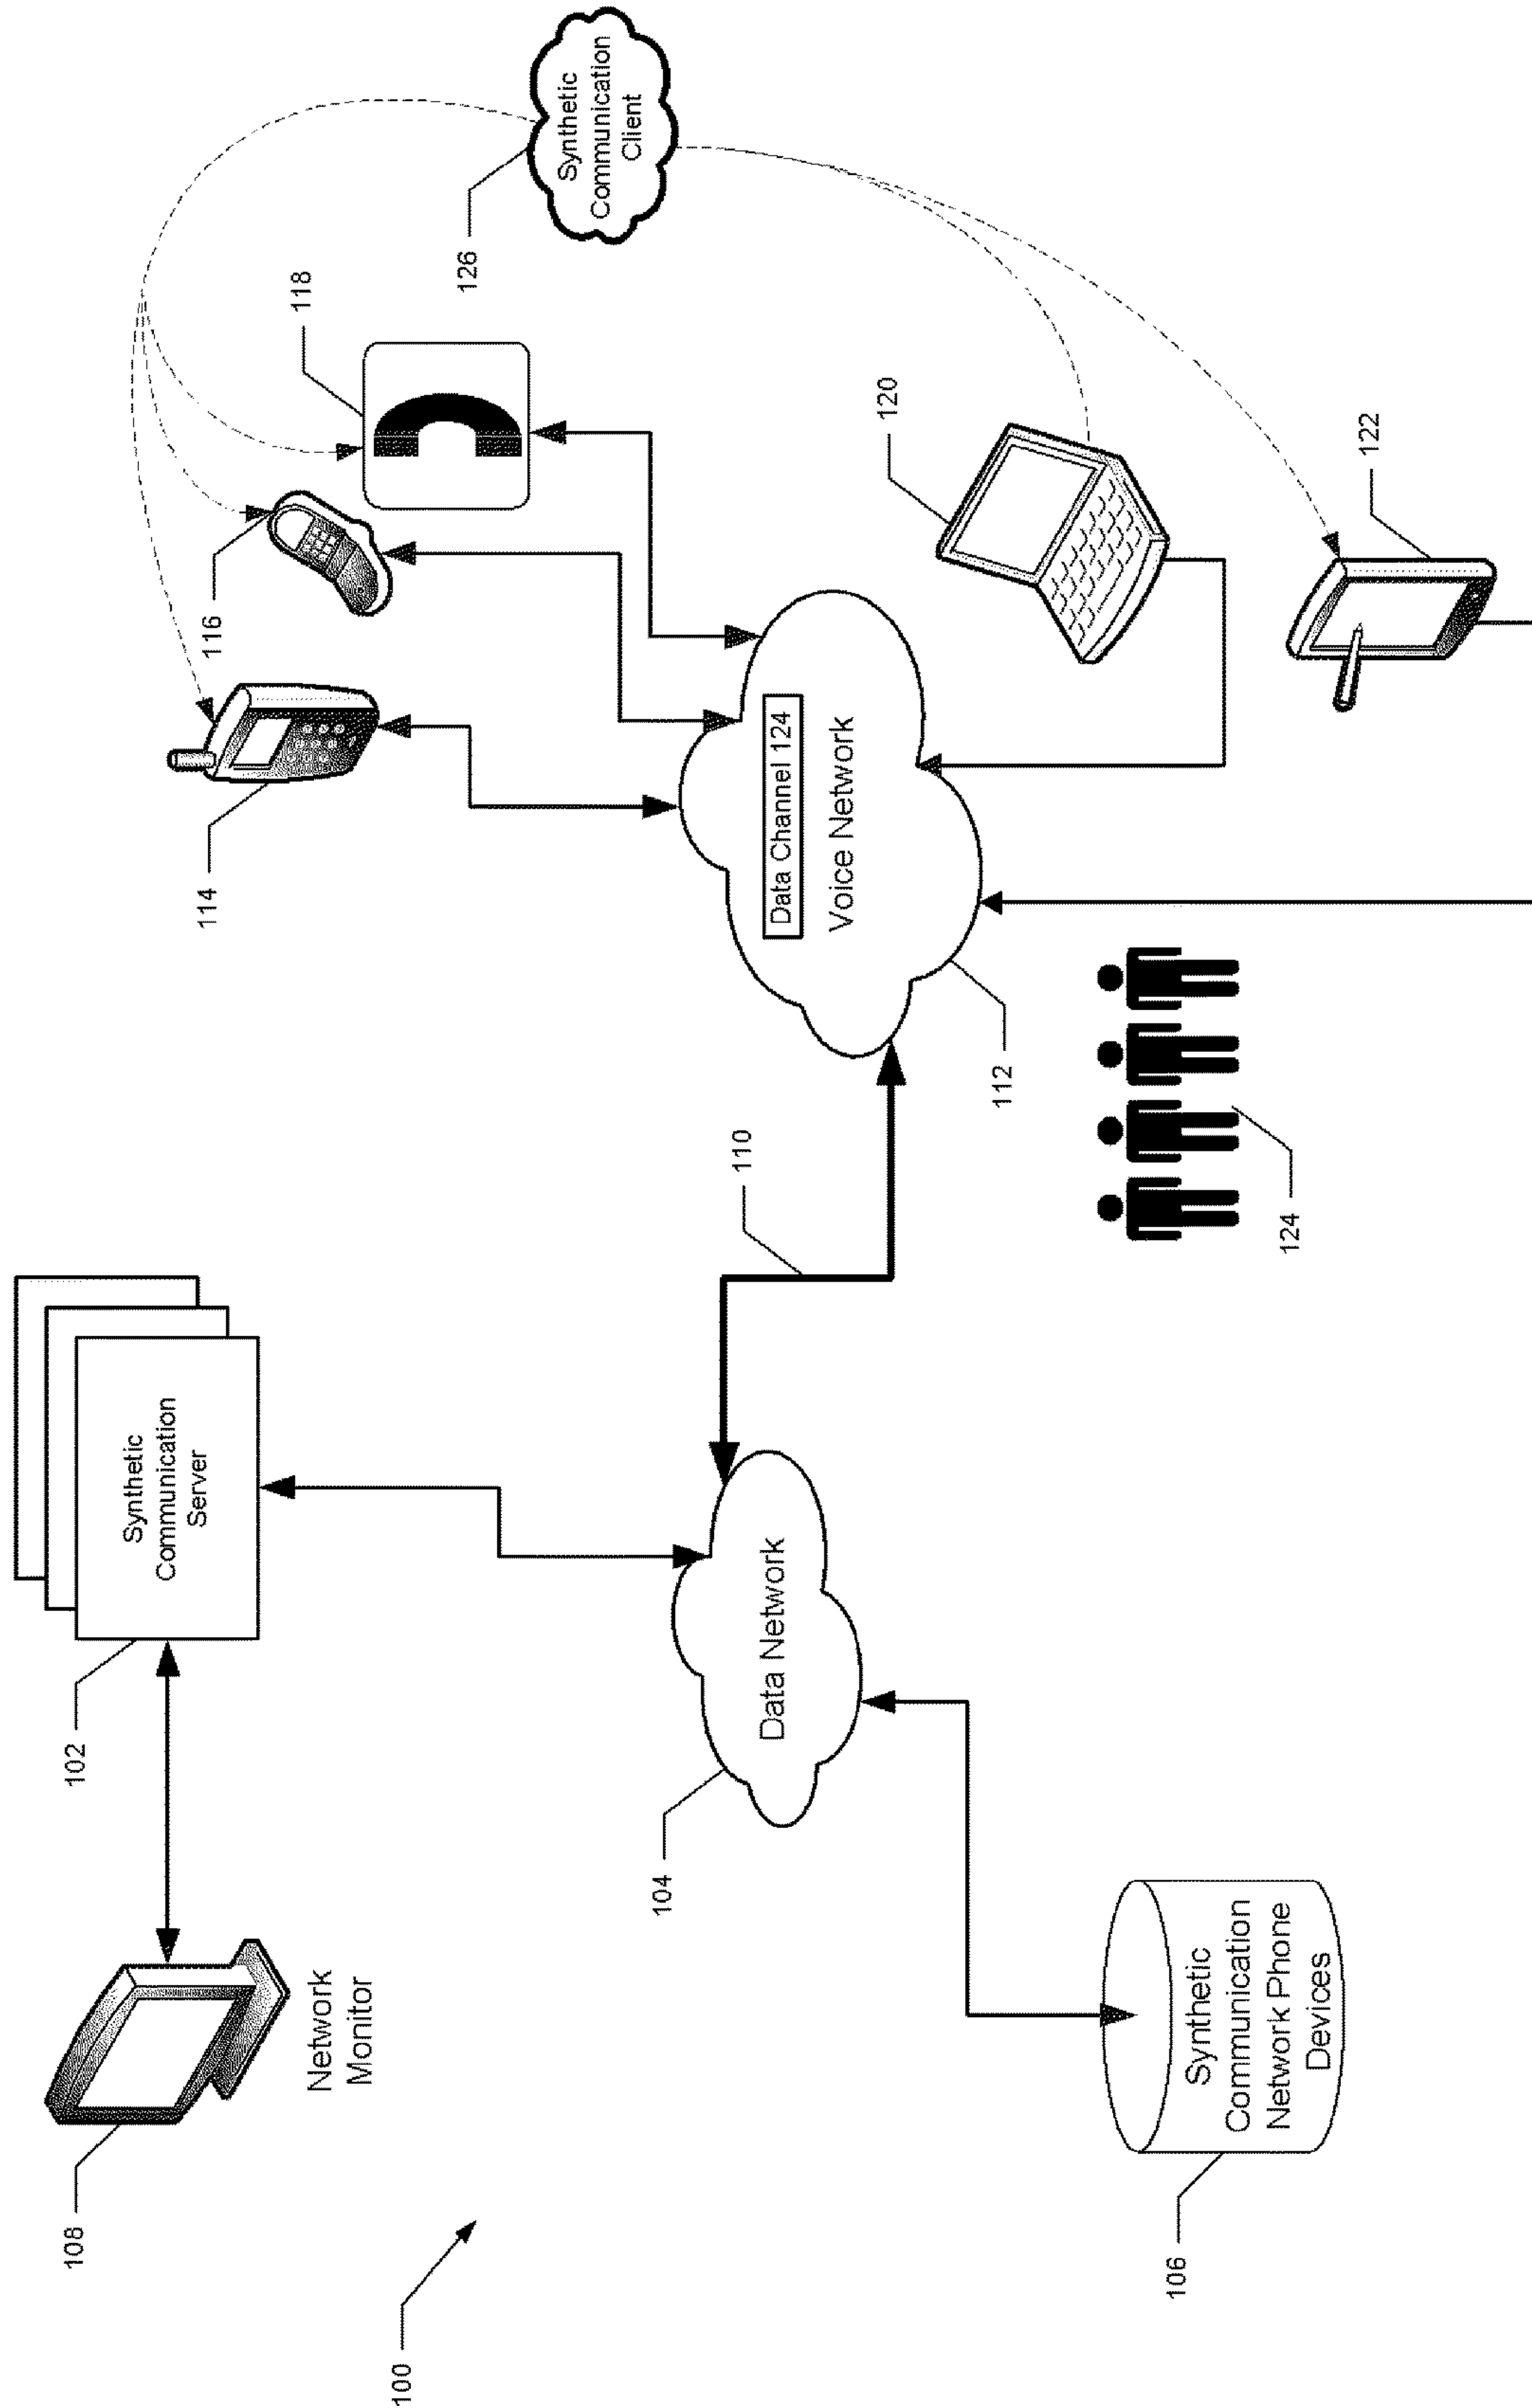 100
108
Network
Monitor
102
Synthetic
Communication
Server
104
Data Network
106
Synthetic
Communication
Network Phone
Devices
110
112
Data Channel 124
Voice Network
124
114
116
118
120
122
126
Synthetic
Communication
Client